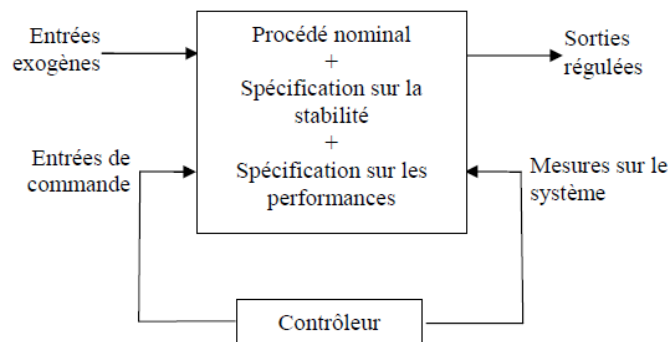 Entrées
exogènes
Procédé nominal
+
Spécification sur la
stabilité
+
Spécification sur les
performances
Sorties
régulées
Entrées de
commande
Mesures sur le
système
Contrôleur